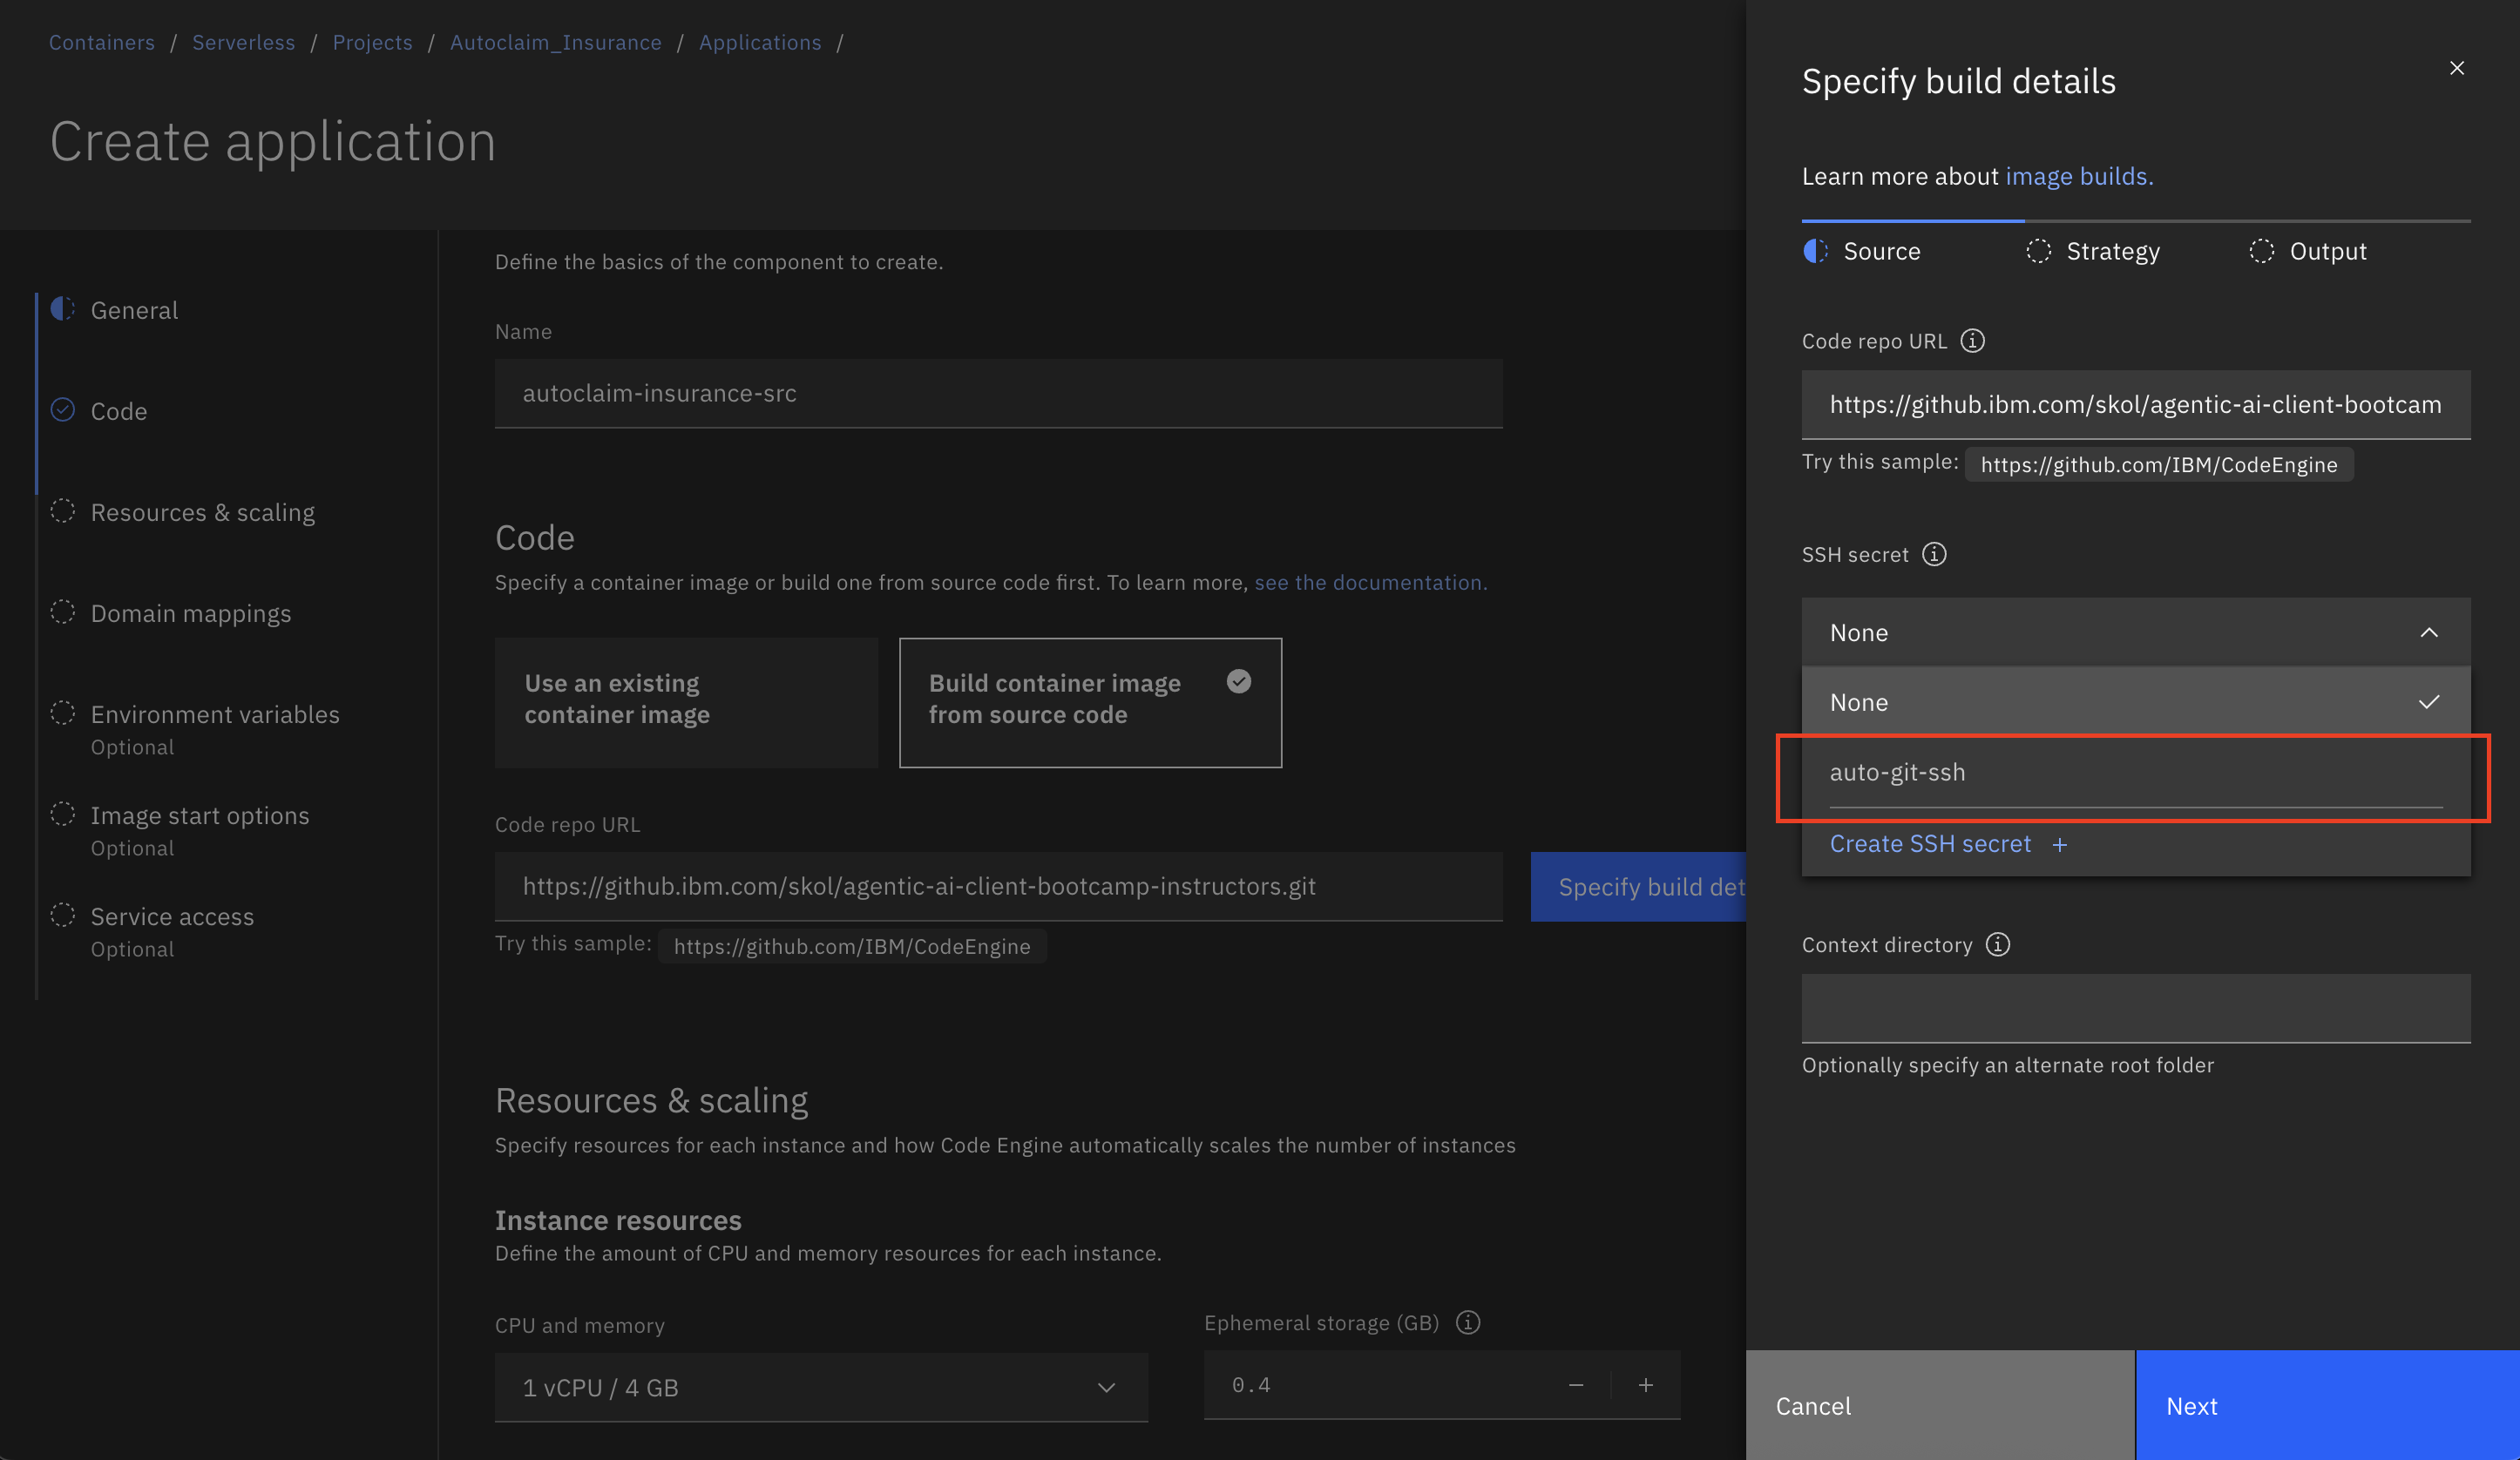 Containers / Serverless / Projects / Autoclaim_Insurance / Applications /
Create application
General
Code
Resources & scaling
Domain mappings
Environment variables
Optional
Image start options
Optional
Service access
Optional
Define the basics of the component to create.
Name
autoclaim-insurance-src
Code
Specify a container image or build one from source code first. To learn more, see the documentation.
Use an existing
container image
Build container image
from source code
Code repo URL
https://github.ibm.com/skol/agentic-ai-client-bootcamp-instructors.git
Specify build det
Try this sample: https://github.com/IBM/CodeEngine
Resources & scaling
Specify resources for each instance and how Code Engine automatically scales the number of instances
Instance resources
Define the amount of CPU and memory resources for each instance.
CPU and memory
1 vCPU / 4 GB
Ephemeral storage (GB)
0.4
Specify build details
Learn more about image builds.
Source
Strategy
Output
Code repo URL
https://github.ibm.com/skol/agentic-ai-client-bootcam
Try this sample: https://github.com/IBM/CodeEngine
SSH secret
None
None
auto-git-ssh
Create SSH secret +
Context directory
Optionally specify an alternate root folder
Cancel
Next